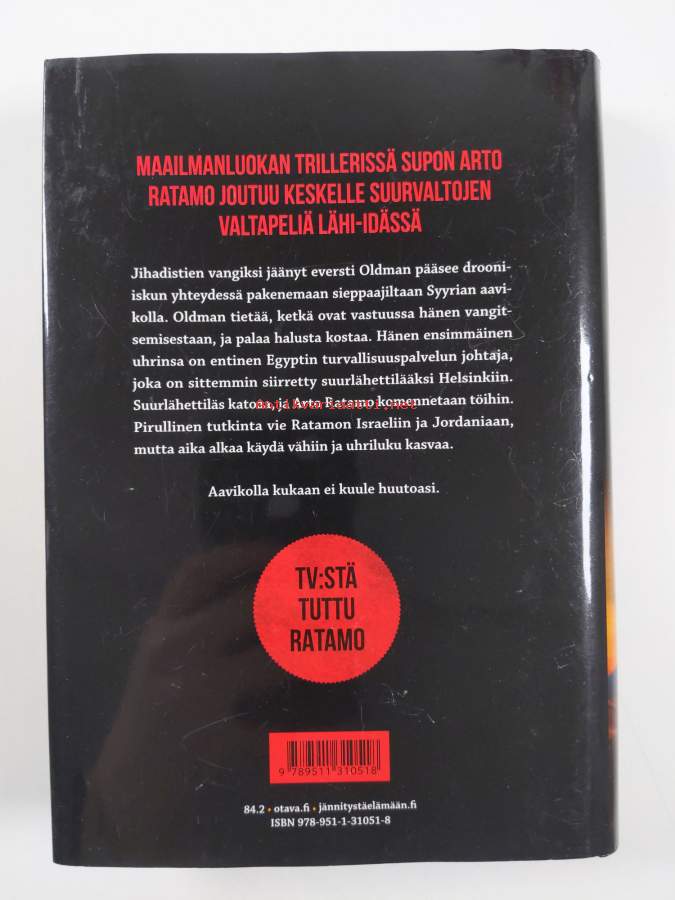 MAAILMANLUOKAN TRILLERISSÄ SUPON ARTO
RATAMO JOUTUU KESKELLE SUURVALTOJEN
VALTAPELIÄ LÄHI-IDÄSSÄ
Jihadistien vangiksi jäänyt eversti Oldman pääsee drooni-
iskun yhteydessä pakenemaan sieppaajiltaan Syyrian aavi-
kolla. Oldman tietää, ketkä ovat vastuussa hänen vangit-
semisestaan, ja palaa halusta kostaa. Hänen ensimmäinen
uhrinsa on entinen Egyptin turvallisuuspalvelun johtaja,
joka on sittemmin siirretty suurlähettilääksi Helsinkiin.
Suurlähettiläs katoaa, ja Arto Ratamo komennetaan töihin.
antikvariaatti.net
Pirullinen tutkinta vie Ratamon Israeliin ja Jordaniaan,
mutta aika alkaa käydä vähiin ja uhriluku kasvaa.
Aavikolla kukaan ei kuule huutoasi.
TV:STÄ
TUTTU
RATAMO
9 789511 310518
84.2 • otava.fi • jännitystäelämään.fi
ISBN 978-951-1-31051-8